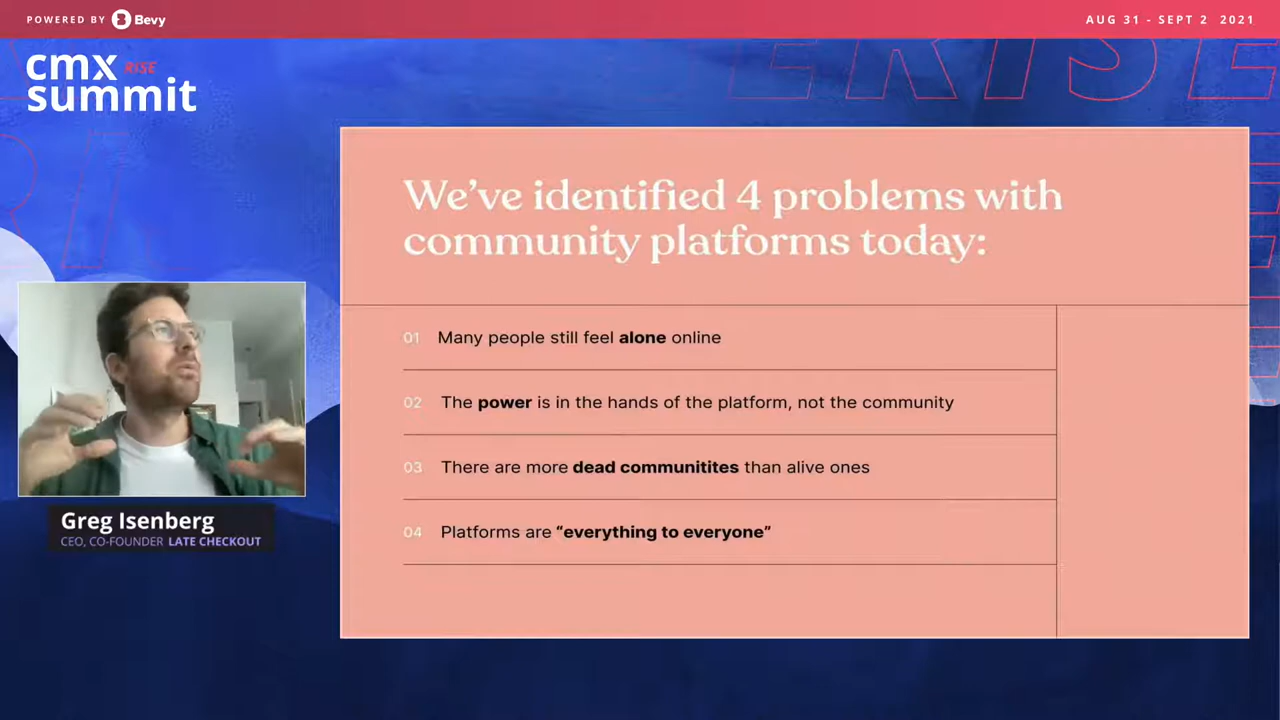 POWERED BY Bevy
AUG 31 - SEPT 2 2021
cmx RISE
summit
ERISE
We've identified 4 problems with
community platforms today:
01 Many people still feel alone online
02 The power is in the hands of the platform, not the community
03 There are more dead communitites than alive ones
04 Platforms are “everything to everyone”
Greg Isenberg
CEO, CO-FOUNDER LATE CHECKOUT